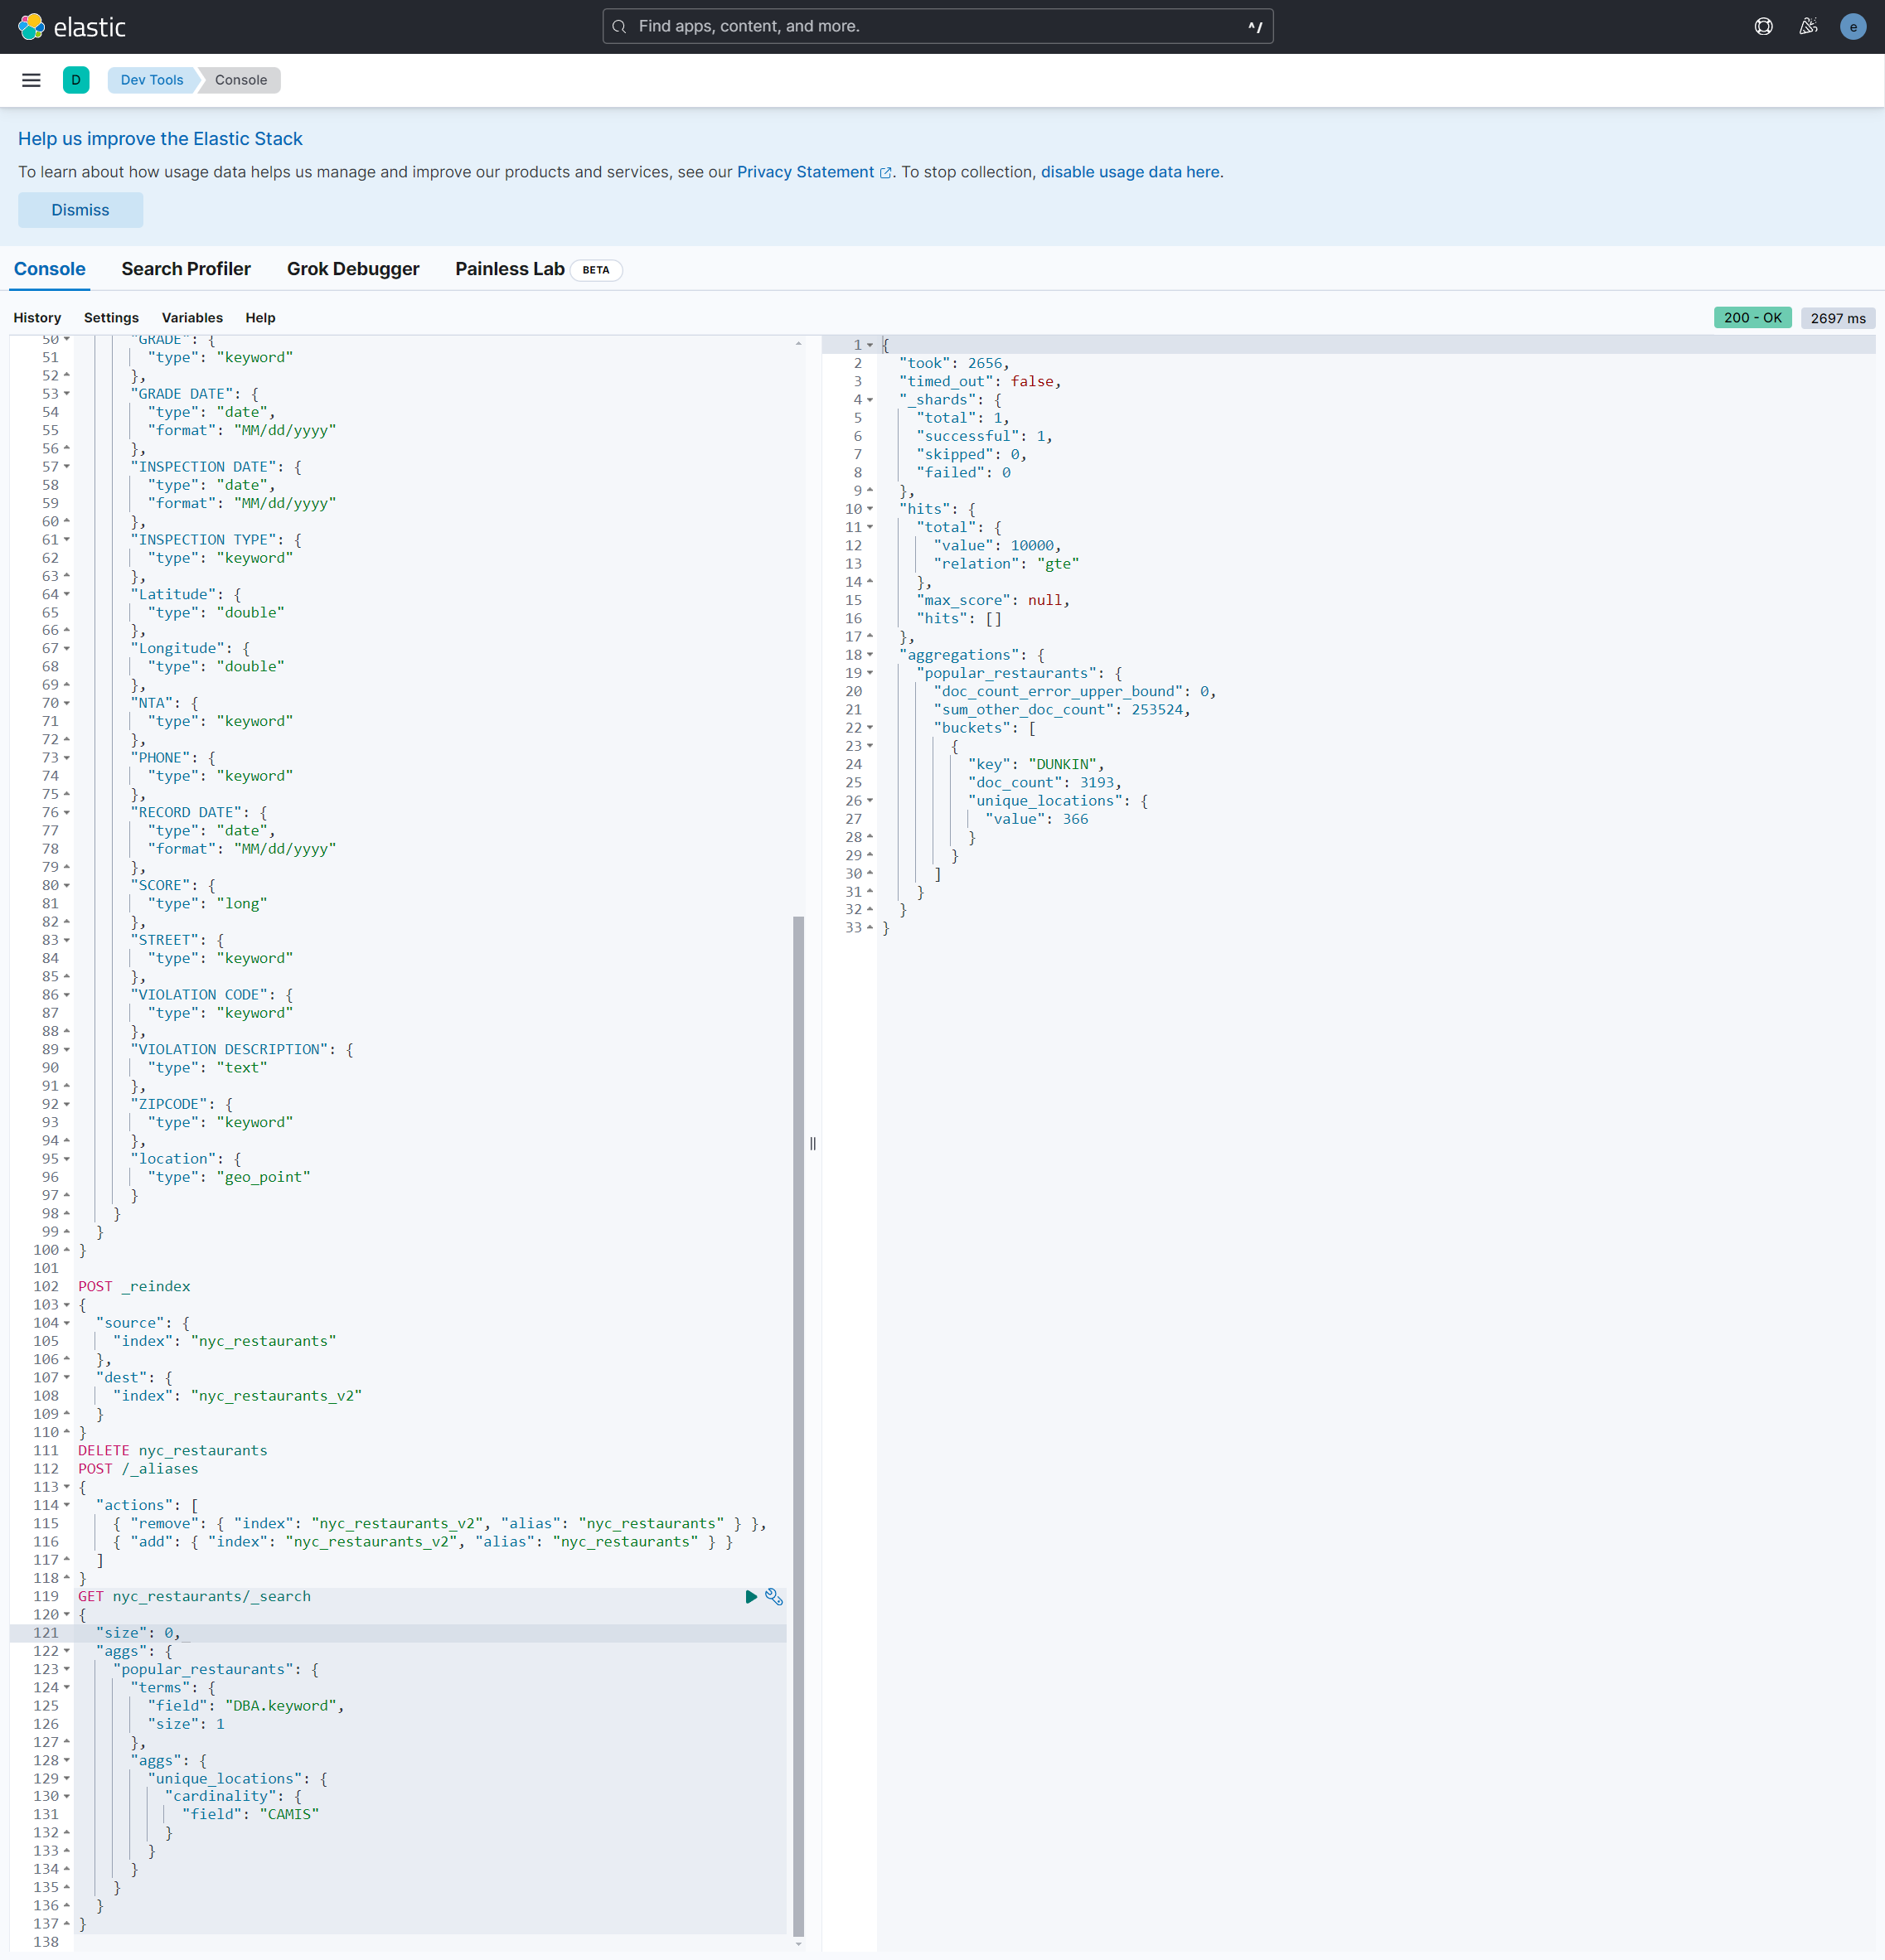 elastic
Find apps, content, and more.
^/
e
D
Dev Tools
Console
Help us improve the Elastic Stack
To learn about how usage data helps us manage and improve our products and services, see our Privacy Statement. To stop collection, disable usage data here.
Dismiss
Console
Search Profiler
Grok Debugger
Painless Lab
BETA
History
Settings
Variables
Help
200 - OK
2697 ms
50 "GRADE": {
51 "type": "keyword"
52 },
53 "GRADE DATE": {
54 "type": "date",
55 "format": "MM/dd/yyyy"
56 },
57 "INSPECTION DATE": {
58 "type": "date",
59 "format": "MM/dd/yyyy"
60 },
61 "INSPECTION TYPE": {
62 "type": "keyword"
63 },
64 "Latitude": {
65 "type": "double"
66 },
67 "Longitude": {
68 "type": "double"
69 },
70 "NTA": {
71 "type": "keyword"
72 },
73 "PHONE": {
74 "type": "keyword"
75 },
76 "RECORD DATE": {
77 "type": "date",
78 "format": "MM/dd/yyyy"
79 },
80 "SCORE": {
81 "type": "long"
82 },
83 "STREET": {
84 "type": "keyword"
85 },
86 "VIOLATION CODE": {
87 "type": "keyword"
88 },
89 "VIOLATION DESCRIPTION": {
90 "type": "text"
91 },
92 "ZIPCODE": {
93 "type": "keyword"
94 },
95 "location": {
96 "type": "geo_point"
97 }
98 }
99 }
100 }
101
102 POST _reindex
103 {
104 "source": {
105 "index": "nyc_restaurants"
106 },
107 "dest": {
108 "index": "nyc_restaurants_v2"
109 }
110 }
111 DELETE nyc_restaurants
112 POST /_aliases
113 {
114 "actions": [
115 { "remove": { "index": "nyc_restaurants_v2", "alias": "nyc_restaurants" } },
116 { "add": { "index": "nyc_restaurants_v2", "alias": "nyc_restaurants" } }
117 ]
118 }
119 GET nyc_restaurants/_search
120 {
121 "size": 0,_
122 "aggs": {
123 "popular_restaurants": {
124 "terms": {
125 "field": "DBA.keyword",
126 "size": 1
127 },
128 "aggs": {
129 "unique_locations": {
130 "cardinality": {
131 "field": "CAMIS"
132 }
133 }
134 }
135 }
136 }
137 }
138
1 {
2 "took": 2656,
3 "timed_out": false,
4 "_shards": {
5 "total": 1,
6 "successful": 1,
7 "skipped": 0,
8 "failed": 0
9 },
10 "hits": {
11 "total": {
12 "value": 10000,
13 "relation": "gte"
14 },
15 "max_score": null,
16 "hits": []
17 },
18 "aggregations": {
19 "popular_restaurants": {
20 "doc_count_error_upper_bound": 0,
21 "sum_other_doc_count": 253524,
22 "buckets": [
23 {
24 "key": "DUNKIN",
25 "doc_count": 3193,
26 "unique_locations": {
27 "value": 366
28 }
29 }
30 ]
31 }
32 }
33 }